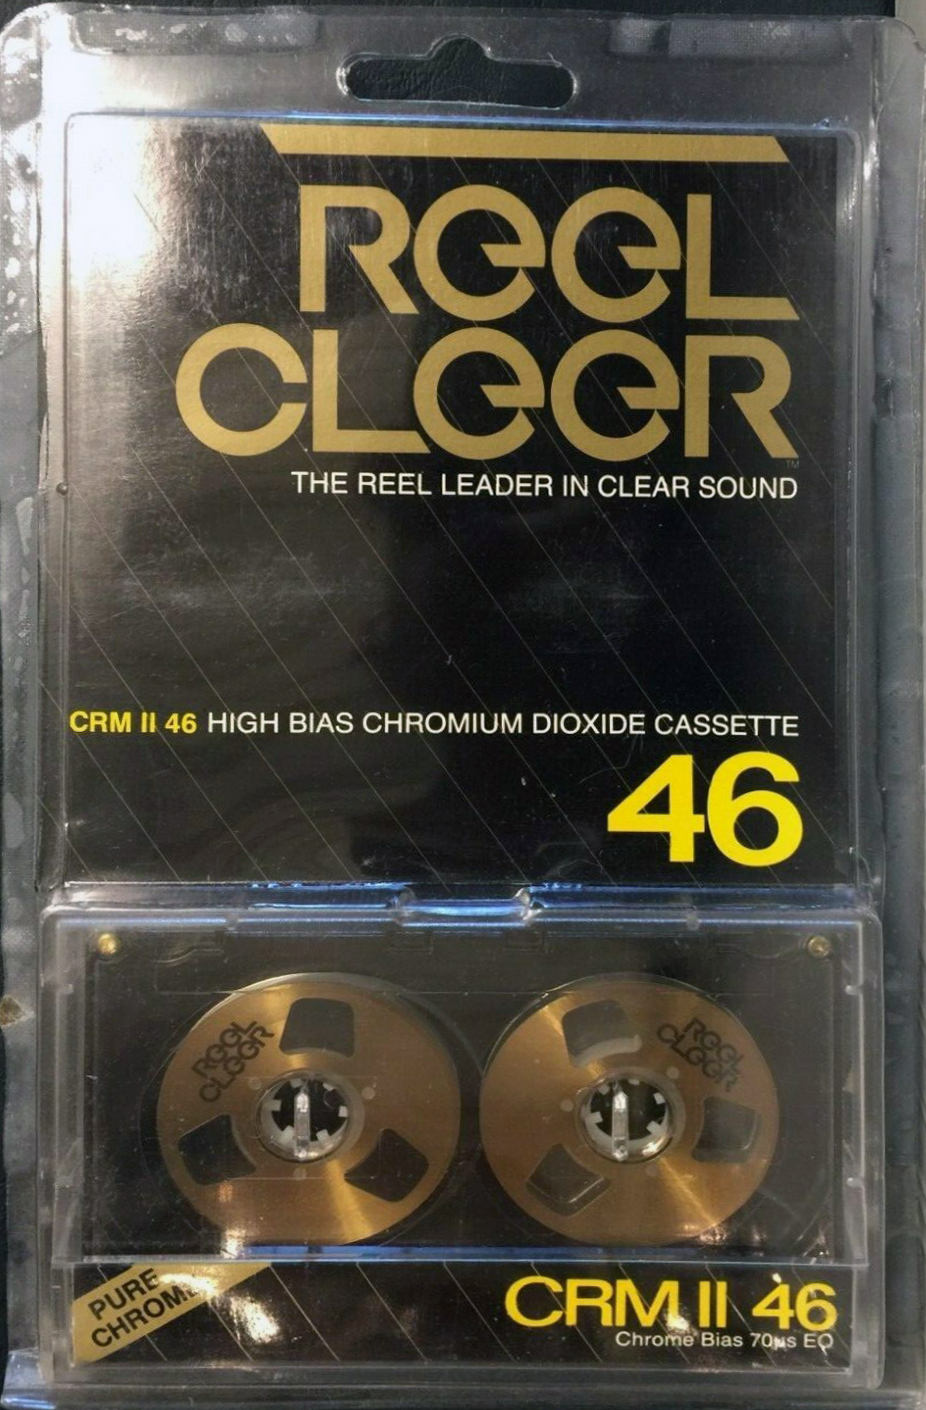 REEL
CLEER
TM
THE REEL LEADER IN CLEAR SOUND
CRM II 46 HIGH BIAS CHROMIUM DIOXIDE CASSETTE
46
REEL
CLEER
REEL
CLEER
PURE
CHROME
CRM II 46
Chrome Bias 70µs EQ